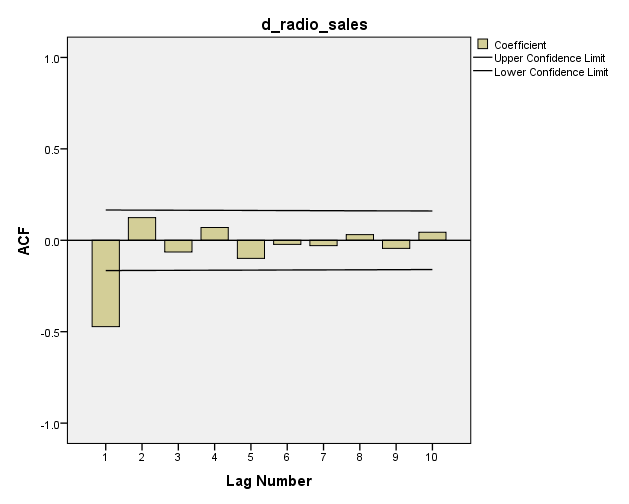 d_radio_sales
Coefficient
Upper Confidence Limit
Lower Confidence Limit
1.0
0.5
0.0
-0.5
-1.0
ACF
1 2 3 4 5 6 7 8 9 10
Lag Number